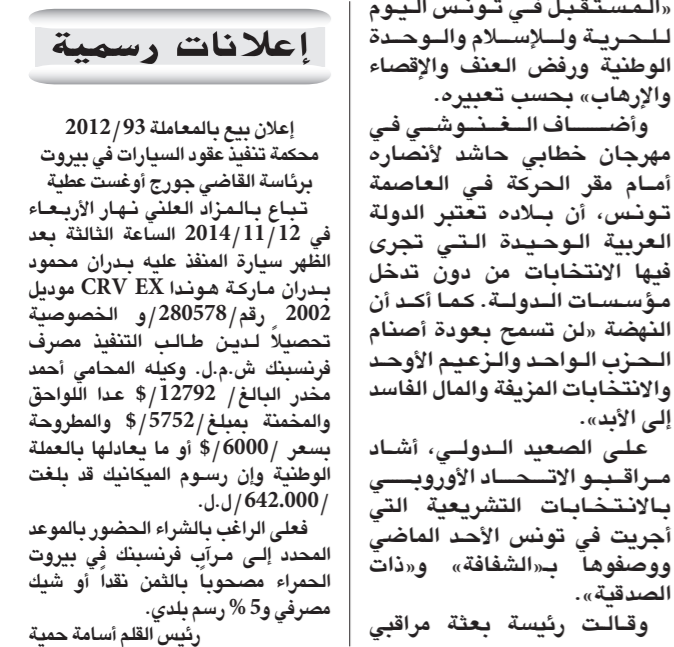 «المستقبل في تونس اليوم
للحرية وللإسلام والوحدة
الوطنية ورفض العنف والإقصاء
والإرهاب» بحسب تعبيره.
وأضاف الغنوشي في
مهرجان خطابي حاشد لأنصاره
أمام مقر الحركة في العاصمة
تونس، أن بلاده تعتبر الدولة
العربية الوحيدة التي تجرى
فيها الانتخابات من دون تدخل
مؤسسات الدولة. كما أكد أن
النهضة «لن تسمح بعودة أصنام
الحزب الواحد والزعيم الأوحد
والانتخابات المزيفة والمال الفاسد
إلى الأبد».
على الصعيد الدولي، أشاد
مراقبو الاتحاد الأوروبي
بالانتخابات التشريعية التي
أجريت في تونس الأحد الماضي
ووصفوها بـ«الشفافة» و«ذات
الصدقية».
وقالت رئيسة بعثة مراقبي
إعلانات رسمية
إعلان بيع بالمعاملة 2012/93
محكمة تنفيذ عقود السيارات في بيروت
برئاسة القاضي جورج أوغست عطية
تباع بالمزاد العلني نهار الأربعاء
في 2014/11/12 الساعة الثالثة بعد
الظهر سيارة المنفذ عليه بدران محمود
بدران ماركة هوندا CRV EX موديل
2002 رقم/280578/و الخصوصية
تحصيلاً لدين طالب التنفيذ مصرف
فرنسبنك ش.م.ل. وكيله المحامي أحمد
مخدر البالغ/ 12792/$ عدا اللواحق
والمخمنة بمبلغ/5752/$ والمطروحة
بسعر /6000/$ أو ما يعادلها بالعملة
الوطنية وإن رسوم الميكانيك قد بلغت
/642.000/ل.ل.
فعلى الراغب بالشراء الحضور بالموعد
المحدد إلى مرآب فرنسبنك في بيروت
الحمراء مصحوباً بالثمن نقداً أو شيك
مصرفي و5 % رسم بلدي.
رئيس القلم أسامة حمية